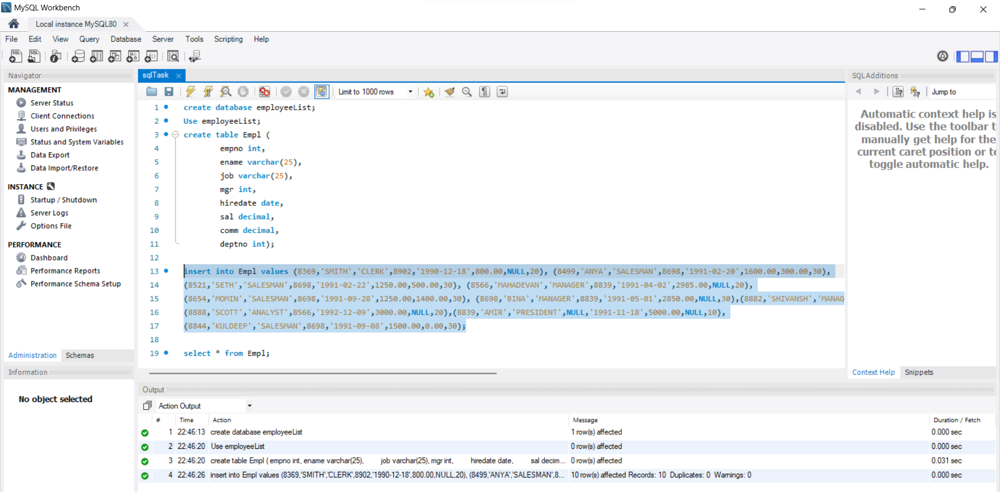 MySQL Workbench
Local instance MySQL80
File Edit View Query Database Server Tools Scripting Help
Navigator
MANAGEMENT
Server Status
Client Connections
Users and Privileges
Status and System Variables
Data Export
Data Import/Restore
INSTANCE
Startup / Shutdown
Server Logs
Options File
PERFORMANCE
Dashboard
Performance Reports
Performance Schema Setup
Administration Schemas
Information
No object selected
sqlTask
Limit to 1000 rows
1 create database employeeList;
2 Use employeeList;
3 create table Empl (
4 empno int,
5 ename varchar(25),
6 job varchar(25),
7 mgr int,
8 hiredate date,
9 sal decimal,
10 comm decimal,
11 deptno int);
12
13 insert into Empl values (8369,'SMITH','CLERK',8902,'1990-12-18',800.00,NULL,20), (8499,'ANYA','SALESMAN',8698,'1991-02-20',1600.00,300.00,30),
14 (8521,'SETH','SALESMAN',8698,'1991-02-22',1250.00,500.00,30), (8566,'MAHADEVAN','MANAGER',8839,'1991-04-02',2985.00,NULL,20),
15 (8654,'MOMIN','SALESMAN',8698,'1991-09-28',1250.00,1400.00,30), (8698,'BINA','MANAGER',8839,'1991-05-01',2850.00,NULL,30),(8882,'SHIVANSH','MANAG
16 (8888,'SCOTT','ANALYST',8566,'1992-12-09',3000.00,NULL,20),(8839,'AMIR','PRESIDENT',NULL,'1991-11-18',5000.00,NULL,10),
17 (8844,'KULDEEP','SALESMAN',8698,'1991-09-08',1500.00,0.00,30);
18
19 select * from Empl;
SQLAdditions
Jump to
Automatic context help is
disabled. Use the toolbar t
manually get help for the
current caret position or to
toggle automatic help.
Context Help Snippets
Output
Action Output
# Time Action Message Duration / Fetch
1 22:46:13 create database employeeList 1 row(s) affected 0.000 sec
2 22:46:20 Use employeeList 0 row(s) affected 0.000 sec
3 22:46:20 create table Empl ( empno int, ename varchar(25), job varchar(25), mgr int, hiredate date, sal decim... 0 row(s) affected 0.031 sec
4 22:46:26 insert into Empl values (8369,'SMITH','CLERK',8902,'1990-12-18',800.00,NULL,20), (8499,'ANYA','SALESMAN',8... 10 row(s) affected Records: 10 Duplicates: 0 Warnings: 0 0.000 sec